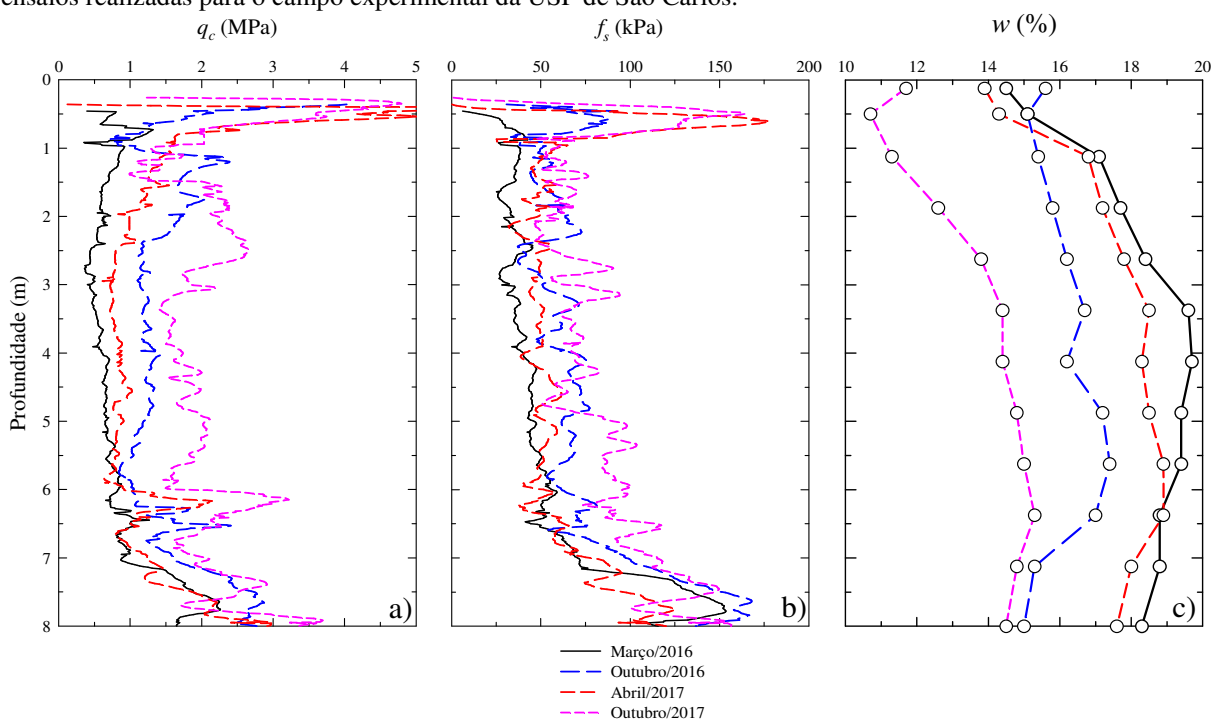 ensaios realizadas para o campo experimental da USP de São Carlos.
q_c (MPa)
f_s (kPa)
w (%)
0 1 2 3 4 5
0 50 100 150 200
10 12 14 16 18 20
0
1
2
3
4
5
6
7
8
Profundidade (m)
a)
b)
c)
Março/2016
Outubro/2016
Abril/2017
Outubro/2017